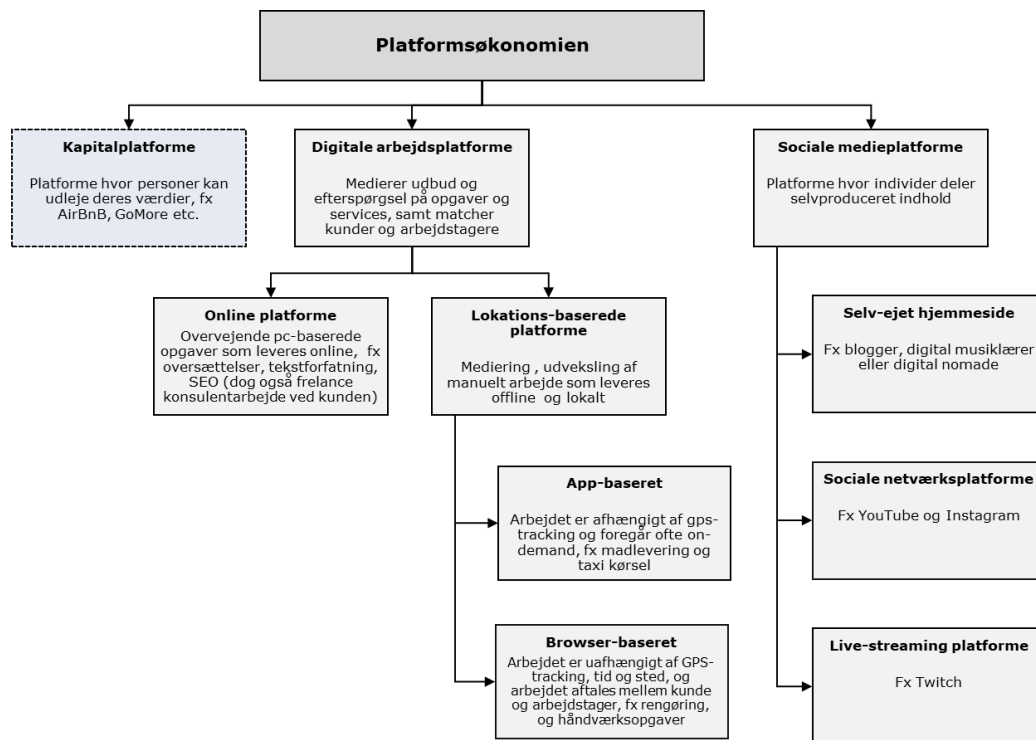 Platformsøkonomien
Kapitalplatforme
Platforme hvor personer kan
udleje deres værdier, fx
AirBnB, GoMore etc.
Digitale arbejdsplatforme
Medierer udbud og
efterspørgsel på opgaver og
services, samt matcher
kunder og arbejdstagere
Sociale medieplatforme
Platforme hvor individer deler
selvproduceret indhold
Online platforme
Overvejende pc-baserede
opgaver som leveres online, fx
oversættelser, tekstforfatning,
SEO (dog også frelance
konsulentarbejde ved kunden)
Lokations-baserede
platforme
Mediering , udveksling af
manuelt arbejde som leveres
offline og lokalt
App-baseret
Arbejdet er afhængigt af gps-
tracking og foregår ofte on-
demand, fx madlevering og
taxi kørsel
Browser-baseret
Arbejdet er uafhængigt af GPS-
tracking, tid og sted, og
arbejdet aftales mellem kunde
og arbejdstager, fx rengøring,
og håndværksopgaver
Selv-ejet hjemmeside
Fx blogger, digital musiklærer
eller digital nomade
Sociale netværksplatforme
Fx YouTube og Instagram
Live-streaming platforme
Fx Twitch